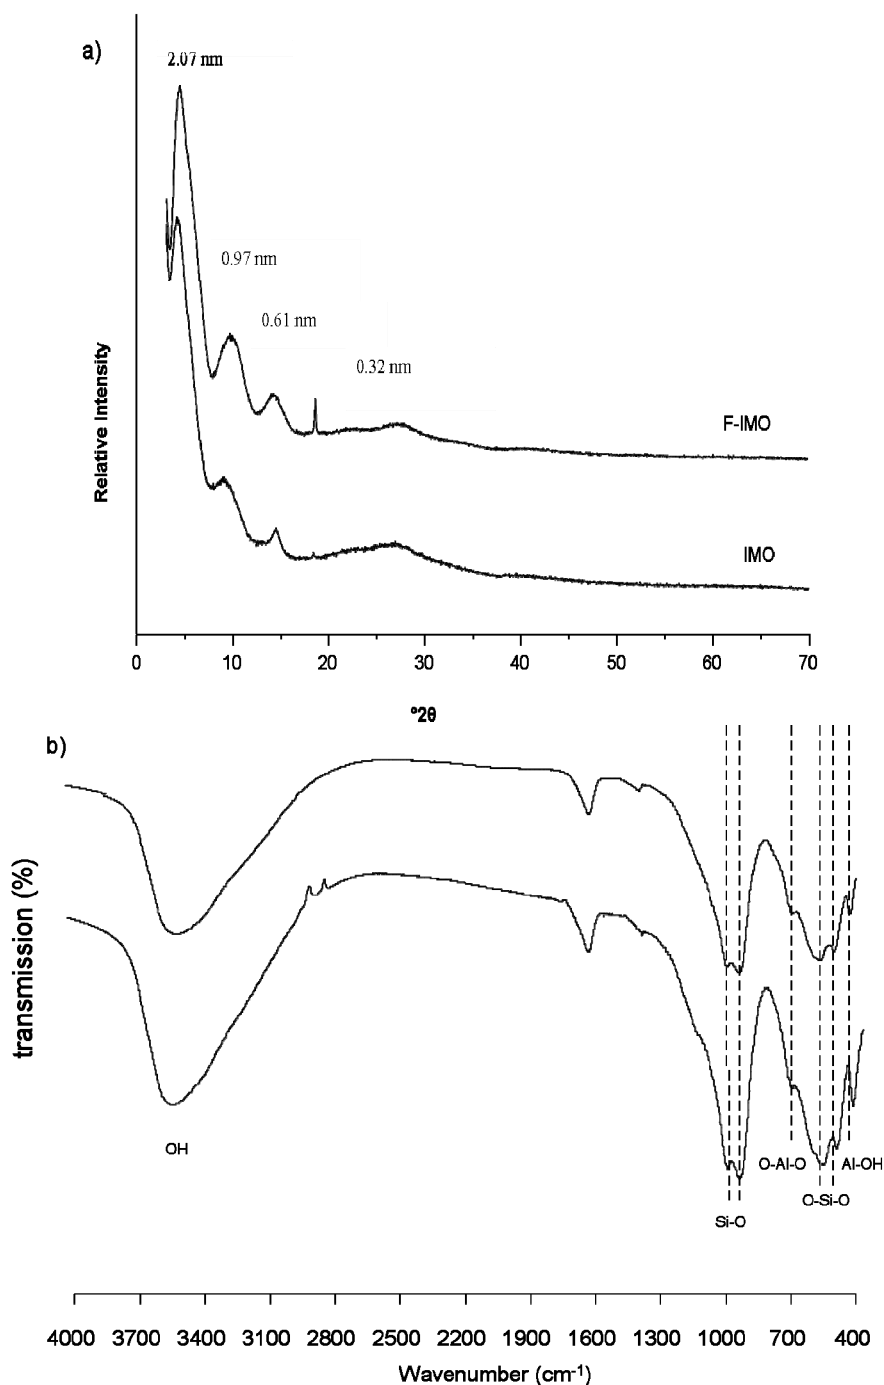 a)
2.07 nm
0.97 nm
0.61 nm
0.32 nm
Relative Intensity
F-IMO
IMO
0 10 20 30 40 50 60 70
°2θ
b)
transmission (%)
OH
O-Al-O
Al-OH
O-Si-O
Si-O
4000 3700 3400 3100 2800 2500 2200 1900 1600 1300 1000 700 400
Wavenumber (cm⁻¹)